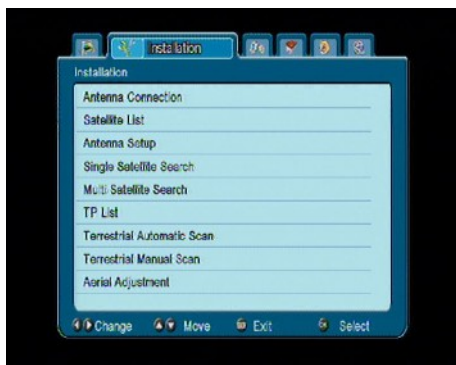 Installation
Installation
Antenna Connection
Satellite List
Antenna Setup
Single Satellite Search
Multi Satellite Search
TP List
Terrestrial Automatic Scan
Terrestrial Manual Scan
Aerial Adjustment
Change Move Exit Select